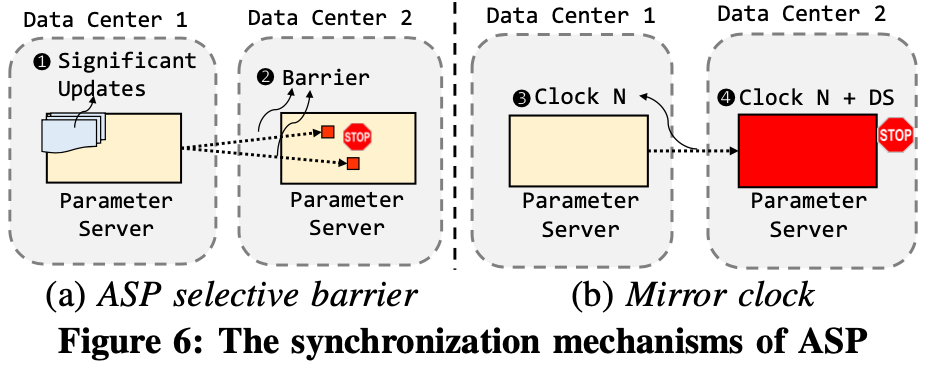 Data Center 1
Data Center 2
❶ Significant
Updates
❷ Barrier
STOP
Parameter
Server
Parameter
Server
(a) ASP selective barrier
Data Center 1
Data Center 2
❸ Clock N
❹ Clock N + DS
STOP
Parameter
Server
Parameter
Server
(b) Mirror clock
Figure 6: The synchronization mechanisms of ASP